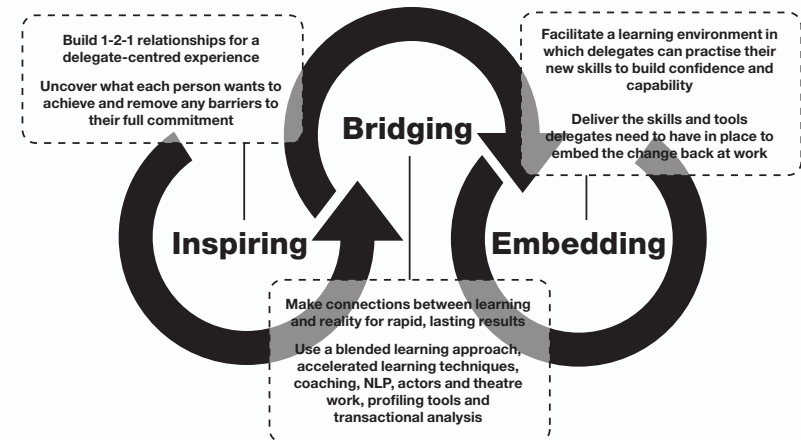 Build 1-2-1 relationships for a
delegate-centred experience
Uncover what each person wants to
achieve and remove any barriers to
their full commitment
Inspiring
Bridging
Make connections between learning
and reality for rapid, lasting results
Use a blended learning approach,
accelerated learning techniques,
coaching, NLP, actors and theatre
work, profiling tools and
transactional analysis
Facilitate a learning environment in
which delegates can practise their
new skills to build confidence and
capability
Deliver the skills and tools
delegates need to have in place to
embed the change back at work
Embedding